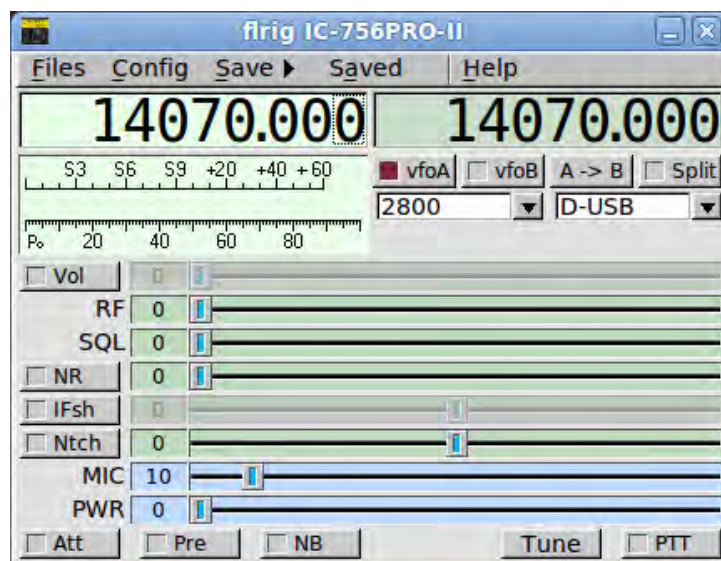 flrig IC-756PRO-II
Files Config Save Saved Help
14070.000 14070.000
S3 S6 S9 +20 +40 +60
vfoA vfoB A -> B Split
2800 D-USB
Po 20 40 60 80
Vol 0
RF 0
SQL 0
NR 0
IFsh 0
Ntch 0
MIC 10
PWR 0
Att Pre NB Tune PTT